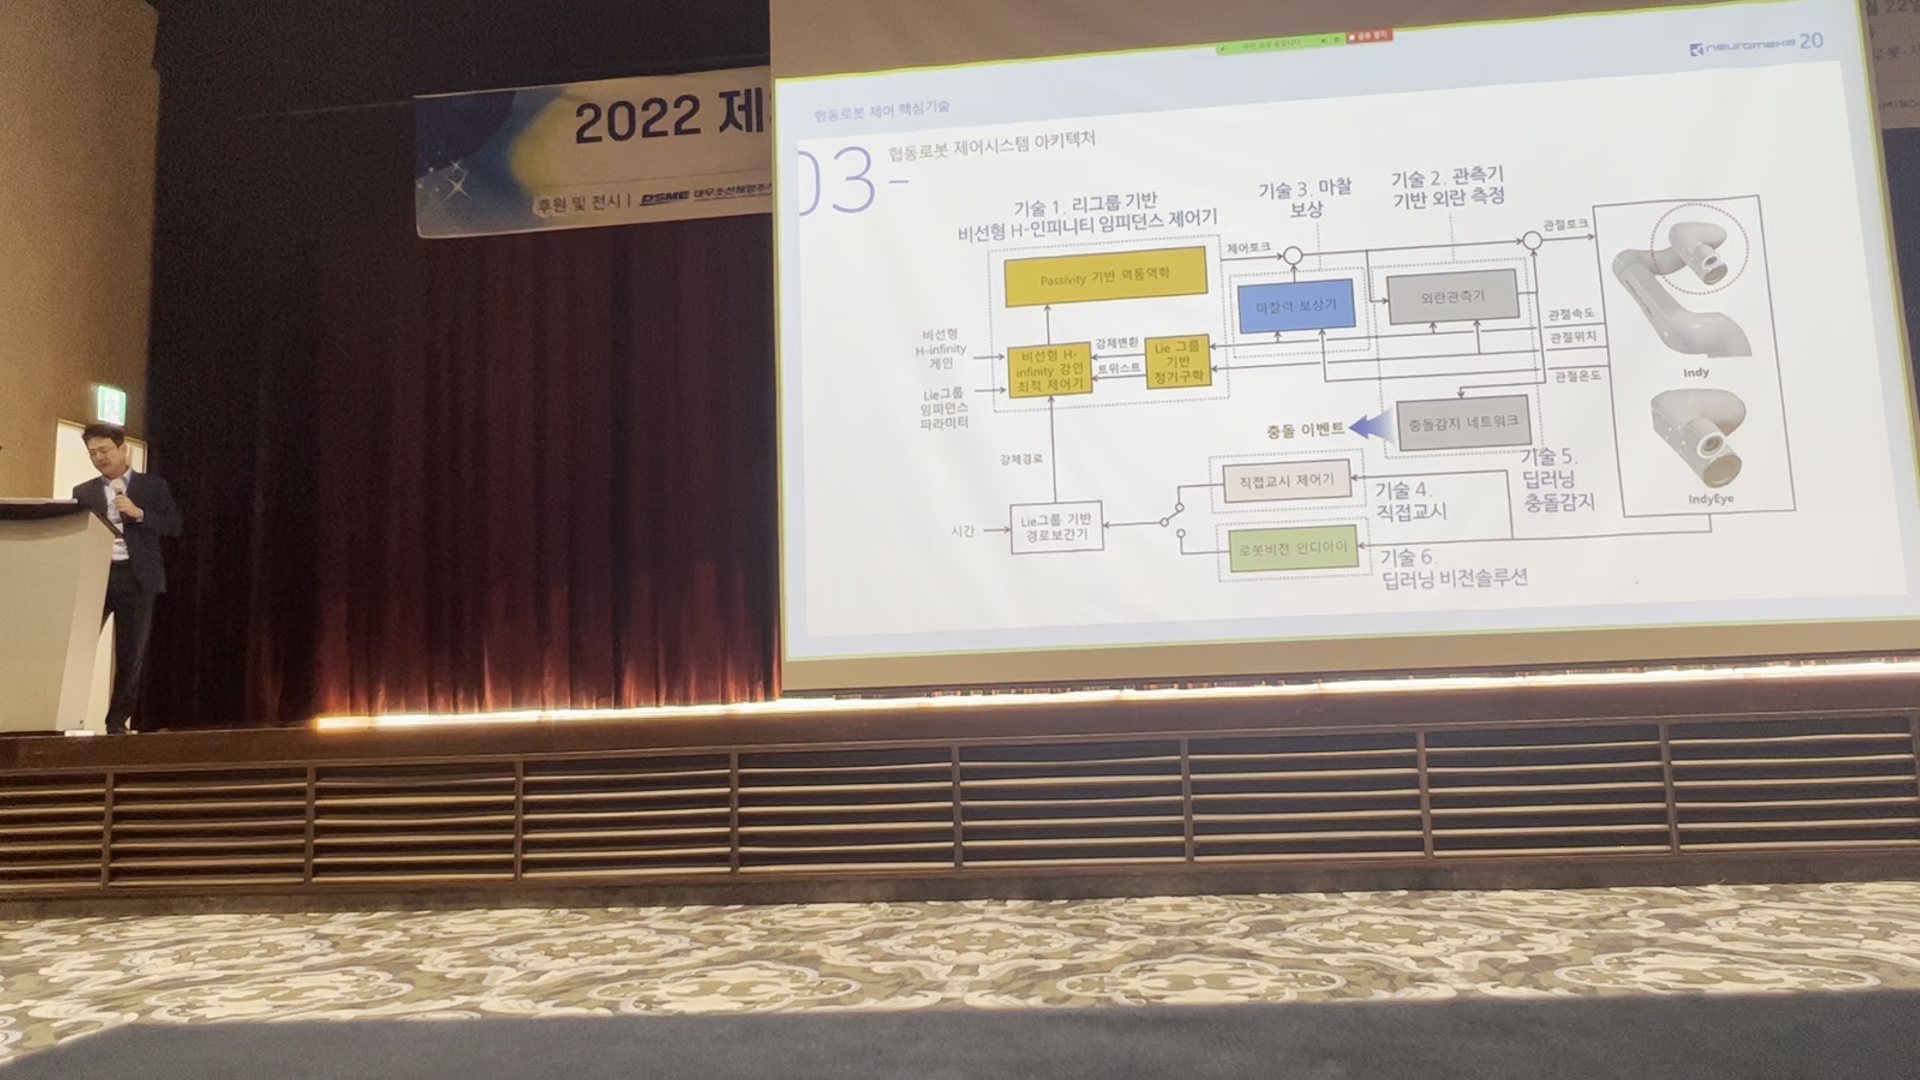 2022 제
후원 및 전시 | DSME 대우조선해양주식
neuromeka 20
협동로봇 제어 핵심기술
03
협동로봇 제어시스템 아키텍처
기술 1. 리그룹 기반
비선형 H-인피니티 임피던스 제어기
기술 3. 마찰
보상
기술 2. 관측기
기반 외란 측정
제어토크
관절토크
Passivity 기반 역동역학
마찰력 보상기
외란관측기
비선형
H-infinity
게인
비선형 H-
infinity 강인
최적 제어기
강체변환
트위스트
Lie 그룹
기반
정기구학
관절속도
관절위치
관절온도
Lie그룹
임피던스
파라미터
Indy
충돌 이벤트
충돌감지 네트워크
강체경로
직접교시 제어기
기술 4.
직접교시
기술 5.
딥러닝
충돌감지
IndyEye
시간
Lie그룹 기반
경로보간기
로봇비전 인디아이
기술 6.
딥러닝 비전솔루션